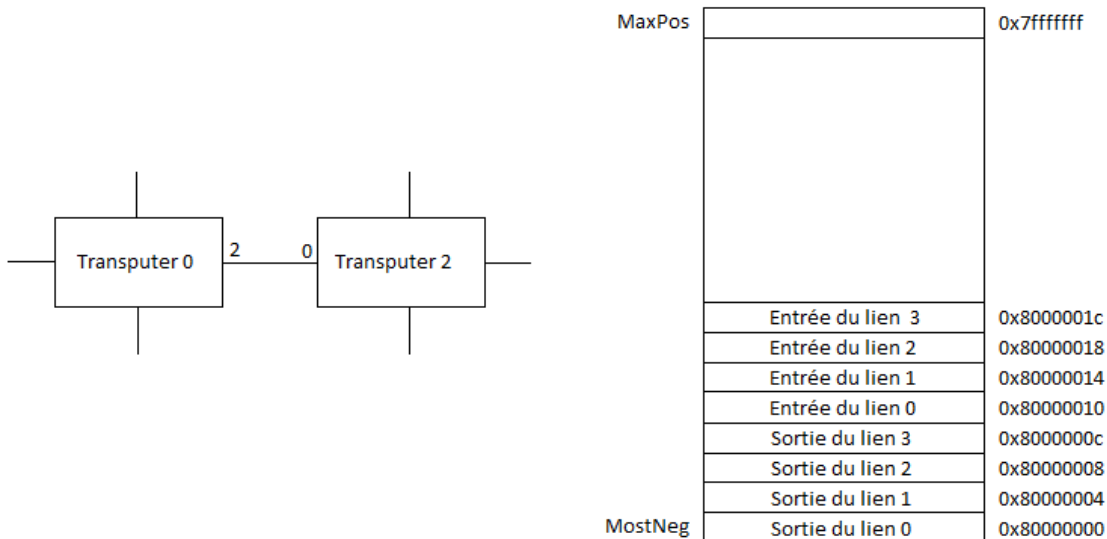 Transputer 0
2
0
Transputer 2
MaxPos
0x7fffffff
Entrée du lien 3
0x8000001c
Entrée du lien 2
0x80000018
Entrée du lien 1
0x80000014
Entrée du lien 0
0x80000010
Sortie du lien 3
0x8000000c
Sortie du lien 2
0x80000008
Sortie du lien 1
0x80000004
MostNeg
Sortie du lien 0
0x80000000